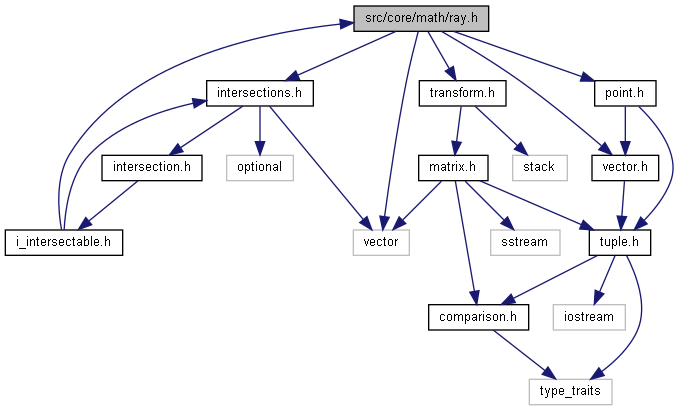 src/core/math/ray.h
intersections.h
transform.h
point.h
intersection.h
optional
matrix.h
stack
vector.h
i_intersectable.h
vector
sstream
tuple.h
comparison.h
iostream
type_traits